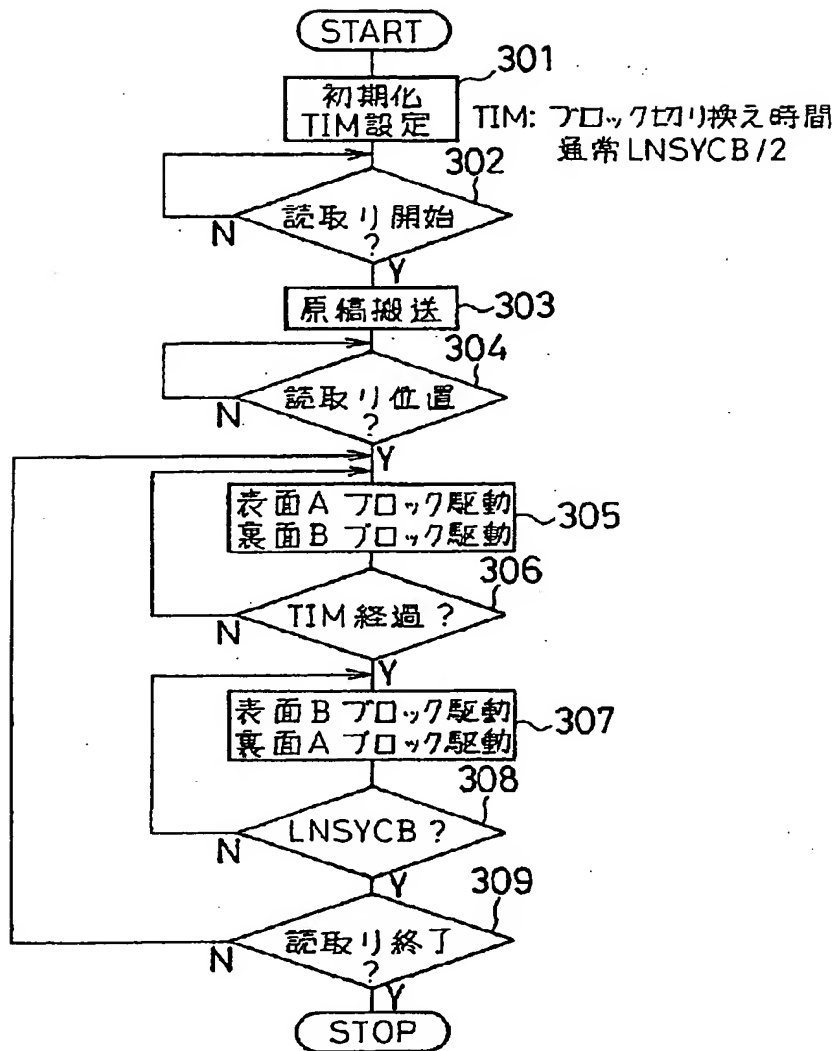 START
301
初期化
TIM設定
TIM: ブロック切り換え時間
通常LNSYCB/2
302
読取り開始
?
N
Y
原稿搬送
303
304
読取り位置
?
N
Y
表面Aブロック駆動
裏面Bブロック駆動
305
306
TIM経過?
N
Y
表面Bブロック駆動
裏面Aブロック駆動
307
308
LNSYCB?
N
Y
309
読取り終了
?
N
Y
STOP